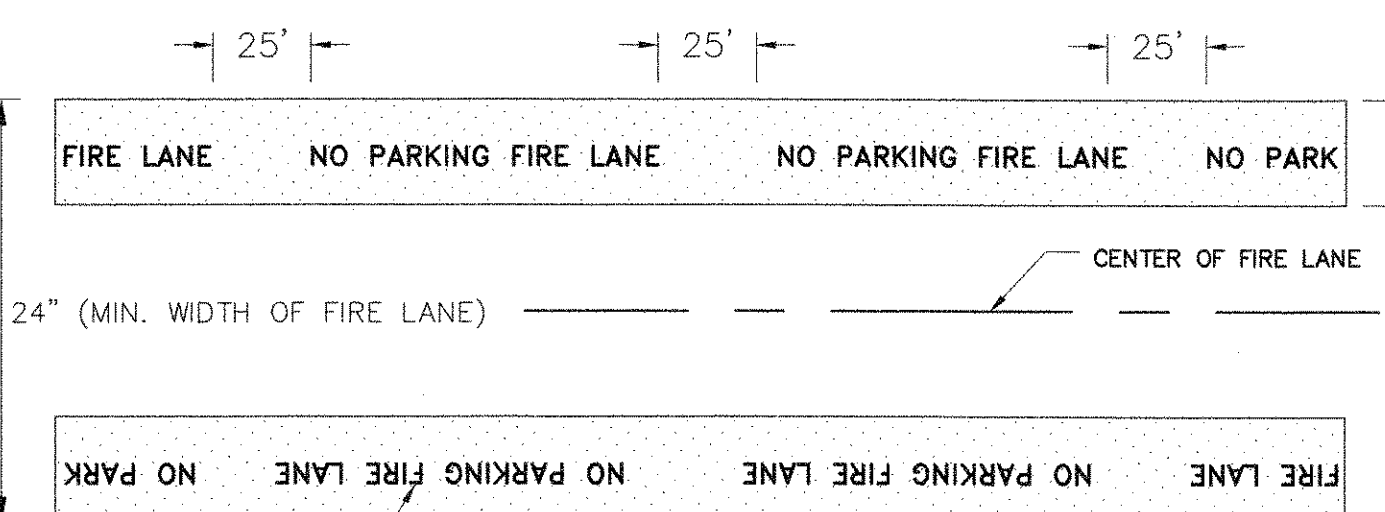 25' 25' 25'
FIRE LANE NO PARKING FIRE LANE NO PARKING FIRE LANE NO PARK
CENTER OF FIRE LANE
24" (MIN. WIDTH OF FIRE LANE)
FIRE LANE NO PARKING FIRE LANE NO PARKING FIRE LANE NO PARK